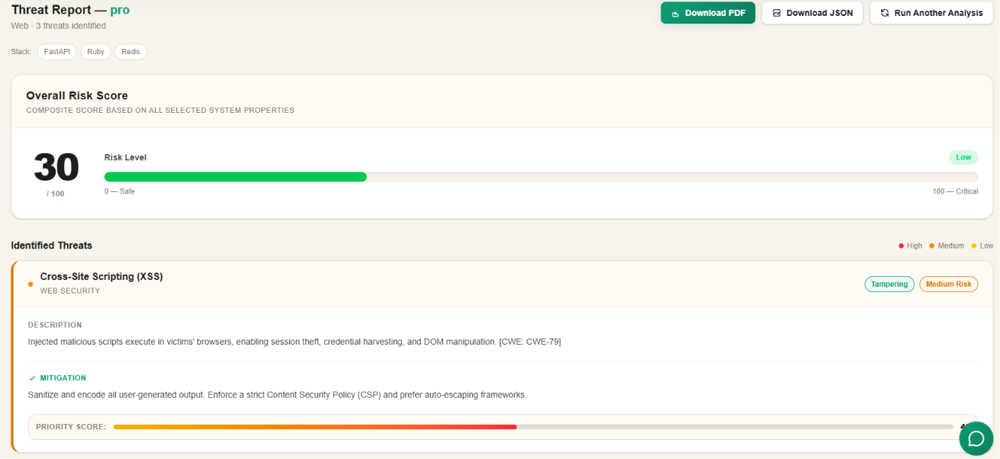 Threat Report — pro
Download PDF
Download JSON
Run Another Analysis
Web · 3 threats identified
Stack: FastAPI Ruby Redis
Overall Risk Score
COMPOSITE SCORE BASED ON ALL SELECTED SYSTEM PROPERTIES
30
/ 100
Risk Level
Low
0 — Safe
100 — Critical
Identified Threats
High Medium Low
Cross-Site Scripting (XSS)
WEB SECURITY
Tampering
Medium Risk
DESCRIPTION
Injected malicious scripts execute in victims' browsers, enabling session theft, credential harvesting, and DOM manipulation. [CWE: CWE-79]
MITIGATION
Sanitize and encode all user-generated output. Enforce a strict Content Security Policy (CSP) and prefer auto-escaping frameworks.
PRIORITY SCORE: